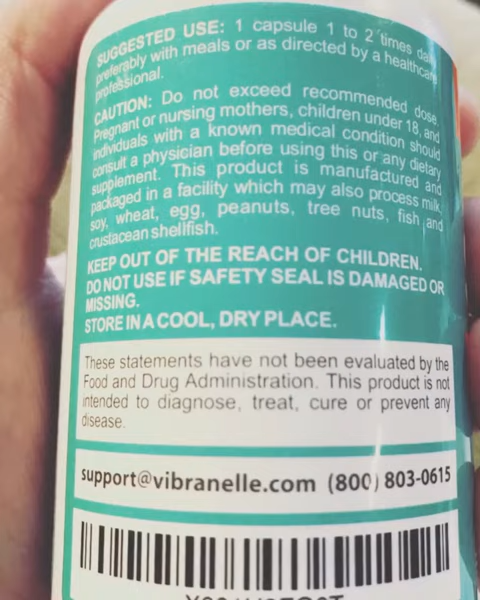 SUGGESTED USE: 1 capsule 1 to 2 times daily
preferably with meals or as directed by a healthcare
professional.
CAUTION: Do not exceed recommended dose.
Pregnant or nursing mothers, children under 18, and
individuals with a known medical condition should
consult a physician before using this or any dietary
supplement. This product is manufactured and
packaged in a facility which may also process milk,
soy, wheat, egg, peanuts, tree nuts, fish and
crustacean shellfish.
KEEP OUT OF THE REACH OF CHILDREN.
DO NOT USE IF SAFETY SEAL IS DAMAGED OR
MISSING.
STORE IN A COOL, DRY PLACE.
These statements have not been evaluated by the
Food and Drug Administration. This product is not
intended to diagnose, treat, cure or prevent any
disease.
support@vibranelle.com (800) 803-0615